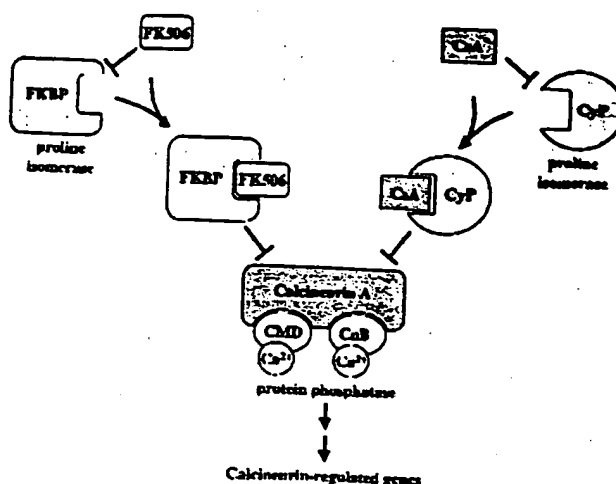 FK506
CsA
FKBP
CyP
proline
isomerase
proline
isomerase
FKBP
FK506
CsA
CyP
Calcineurin A
CMD
CnB
Ca2+
Ca2+
protein phosphatase
Calcineurin-regulated genes